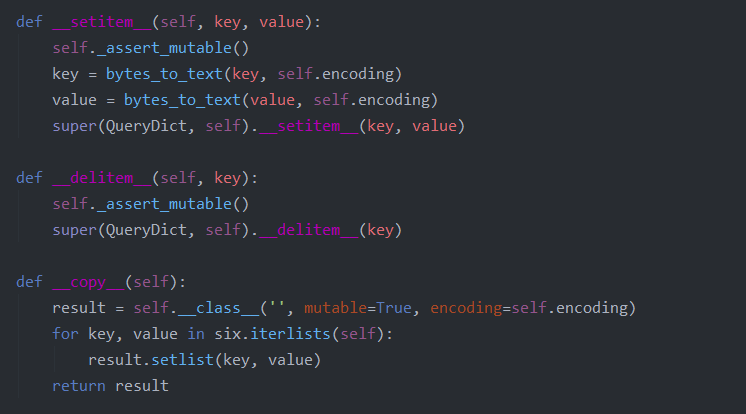 def __setitem__(self, key, value):
    self._assert_mutable()
    key = bytes_to_text(key, self.encoding)
    value = bytes_to_text(value, self.encoding)
    super(QueryDict, self).__setitem__(key, value)

def __delitem__(self, key):
    self._assert_mutable()
    super(QueryDict, self).__delitem__(key)

def __copy__(self):
    result = self.__class__('', mutable=True, encoding=self.encoding)
    for key, value in six.iterlists(self):
        result.setlist(key, value)
    return result